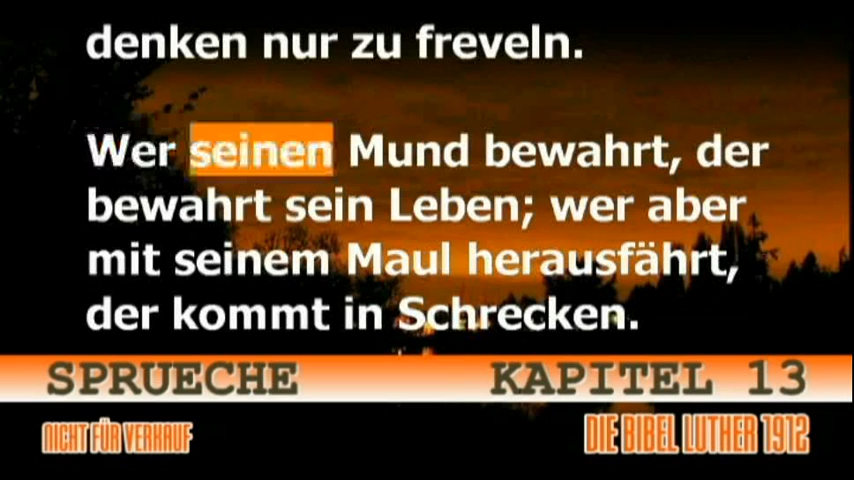 denken nur zu freveln.
Wer seinen Mund bewahrt, der
bewahrt sein Leben; wer aber
mit seinem Maul herausfährt,
der kommt in Schrecken.
SPRUECHE KAPITEL 13
NICHT FÜR VERKAUF DIE BIBEL LUTHER 1912